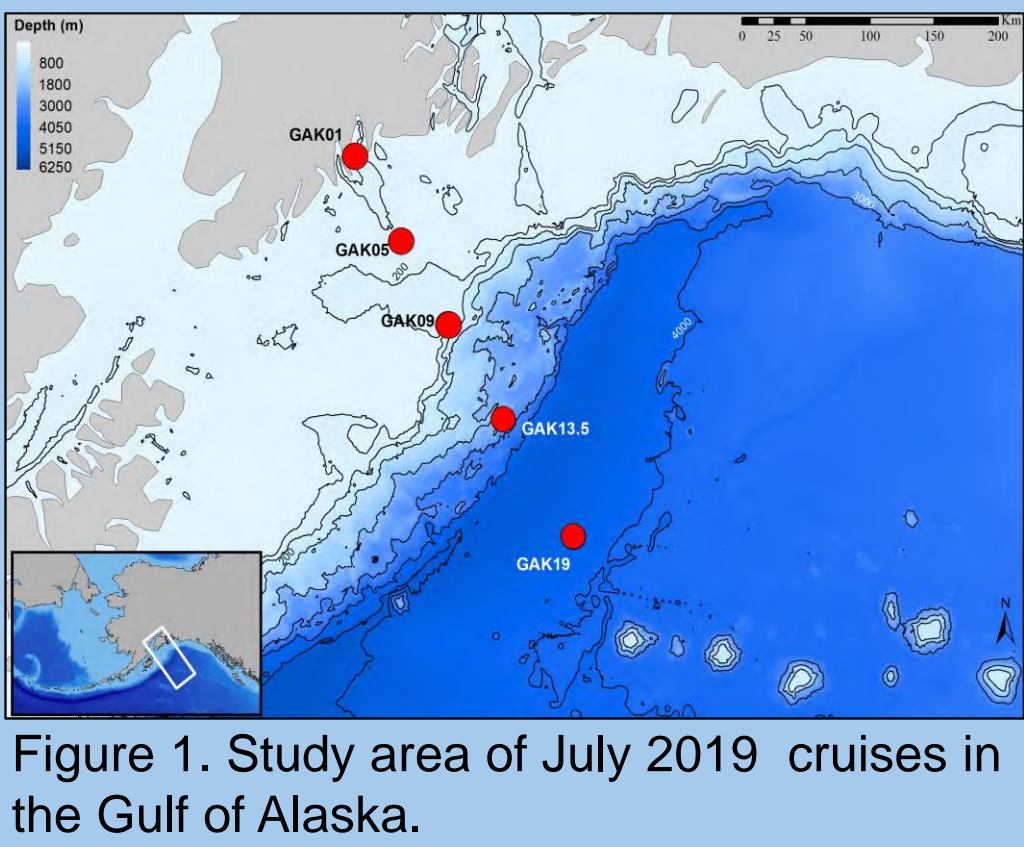 Depth (m)
800
1800
3000
4050
5150
6250
Km
0 25 50 100 150 200
GAK01
GAK05
200
GAK09
3000
4000
GAK13.5
GAK19
200
N
Figure 1. Study area of July 2019 cruises in
the Gulf of Alaska.